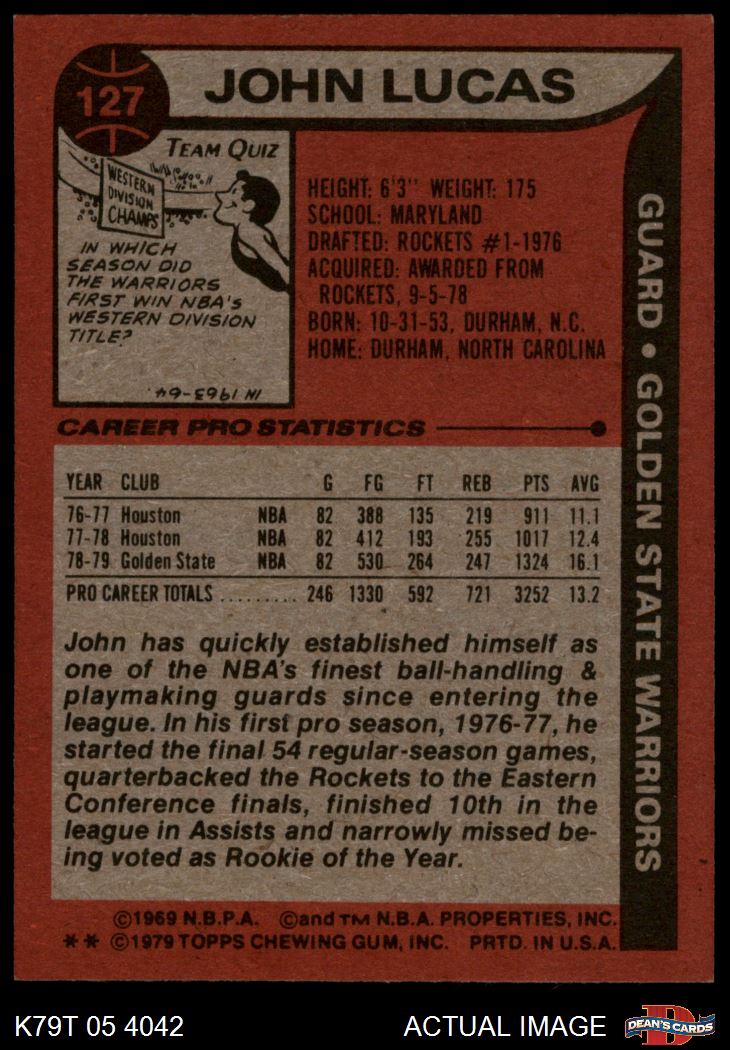 127
JOHN LUCAS
TEAM QUIZ
WESTERN
DIVISION
CHAMPS
IN WHICH
SEASON DID
THE WARRIORS
FIRST WIN NBA'S
WESTERN DIVISION
TITLE?
IN 1963-64
HEIGHT: 6'3" WEIGHT: 175
SCHOOL: MARYLAND
DRAFTED: ROCKETS #1-1976
ACQUIRED: AWARDED FROM
ROCKETS, 9-5-78
BORN: 10-31-53, DURHAM, N.C.
HOME: DURHAM, NORTH CAROLINA
GUARD • GOLDEN STATE WARRIORS
CAREER PRO STATISTICS
YEAR CLUB G FG FT REB PTS AVG
76-77 Houston NBA 82 388 135 219 911 11.1
77-78 Houston NBA 82 412 193 255 1017 12.4
78-79 Golden State NBA 82 530 264 247 1324 16.1
PRO CAREER TOTALS .......... 246 1330 592 721 3252 13.2
John has quickly established himself as
one of the NBA's finest ball-handling &
playmaking guards since entering the
league. In his first pro season, 1976-77, he
started the final 54 regular-season games,
quarterbacked the Rockets to the Eastern
Conference finals, finished 10th in the
league in Assists and narrowly missed be-
ing voted as Rookie of the Year.
©1969 N.B.P.A. ©and TM N.B.A. PROPERTIES, INC.
** ©1979 TOPPS CHEWING GUM, INC. PRTD. IN U.S.A.
K79T 05 4042
ACTUAL IMAGE
D
DEAN'S CARDS